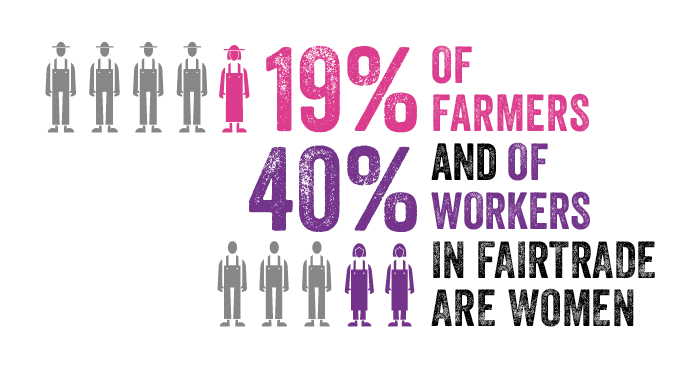 19% OF
FARMERS
40% AND OF
WORKERS
IN FAIRTRADE
ARE WOMEN